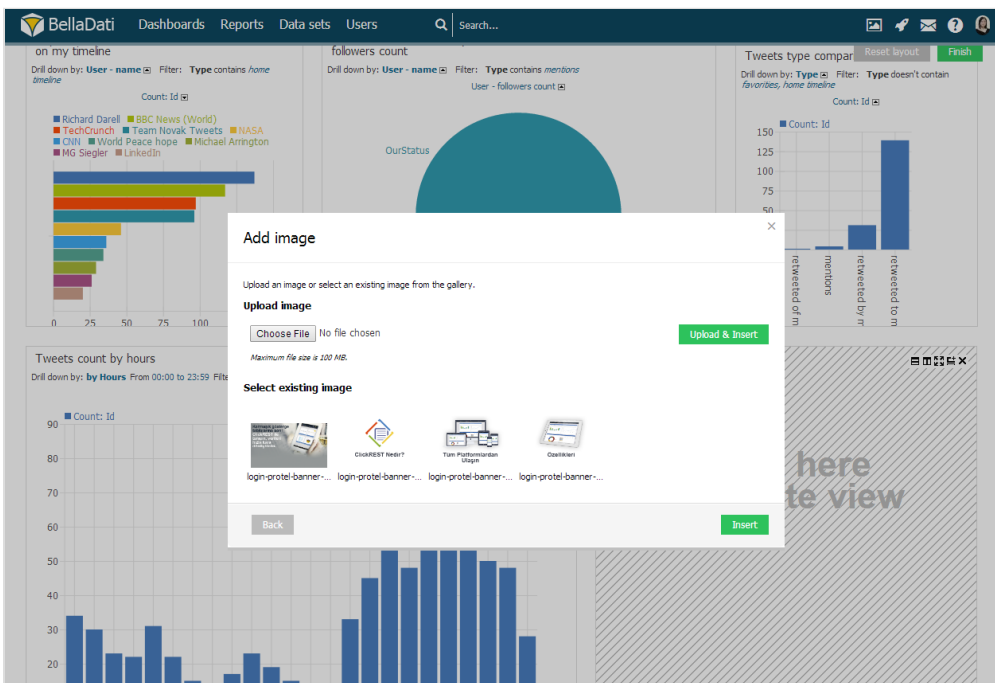 BellaDati Dashboards Reports Data sets Users Search...
on my timeline
Drill down by: User - name Filter: Type contains home
timeline
Count: Id
Richard Darell BBC News (World)
TechCrunch Team Novak Tweets NASA
CNN World Peace hope Michael Arrington
MG Siegler LinkedIn
0 25 50 75 100
followers count
Drill down by: User - name Filter: Type contains mentions
User - followers count
OurStatus
Tweets type compar
Reset layout
Finish
Drill down by: Type Filter: Type doesn't contain
favorities, home timeline
Count: Id
Count: Id
150
125
100
75
50
retweeted of m
mentions
retweeted by m
retweeted to m
Add image
×
Upload an image or select an existing image from the gallery.
Upload image
Choose File No file chosen
Upload & Insert
Maximum file size is 100 MB.
Select existing image
ClickREST Nedir?
Tüm Platformlardan
Ulaşın
Özellikleri
login-protel-banner-... login-protel-banner-... login-protel-banner-... login-protel-banner-...
Back
Insert
Tweets count by hours
Drill down by: by Hours From 00:00 to 23:59 Filte
Count: Id
90
80
70
60
50
40
30
20
here
te view